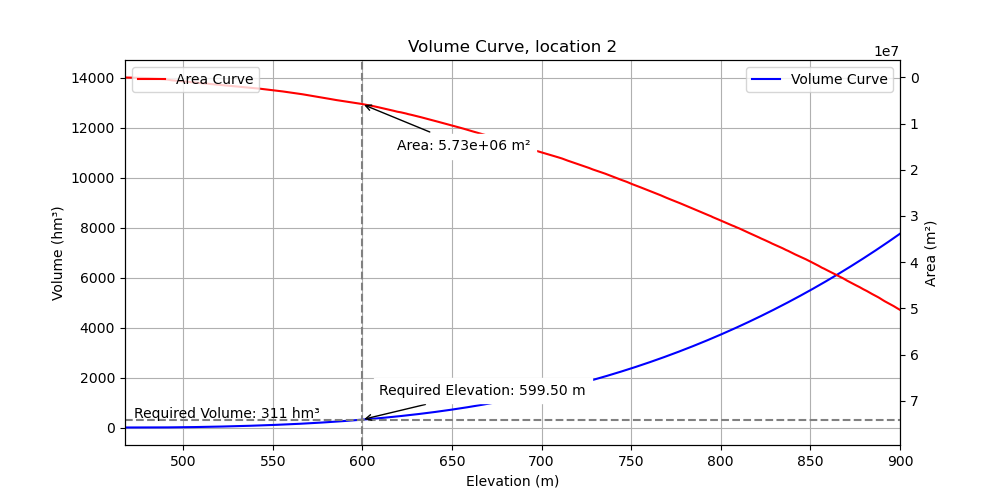 Volume Curve, location 2
1e7
Area Curve
Volume Curve
14000
12000
10000
8000
6000
4000
2000
0
Volume (hm³)
0
1
2
3
4
5
6
7
Area (m²)
Area: 5.73e+06 m²
Required Elevation: 599.50 m
Required Volume: 311 hm³
500
550
600
650
700
750
800
850
900
Elevation (m)